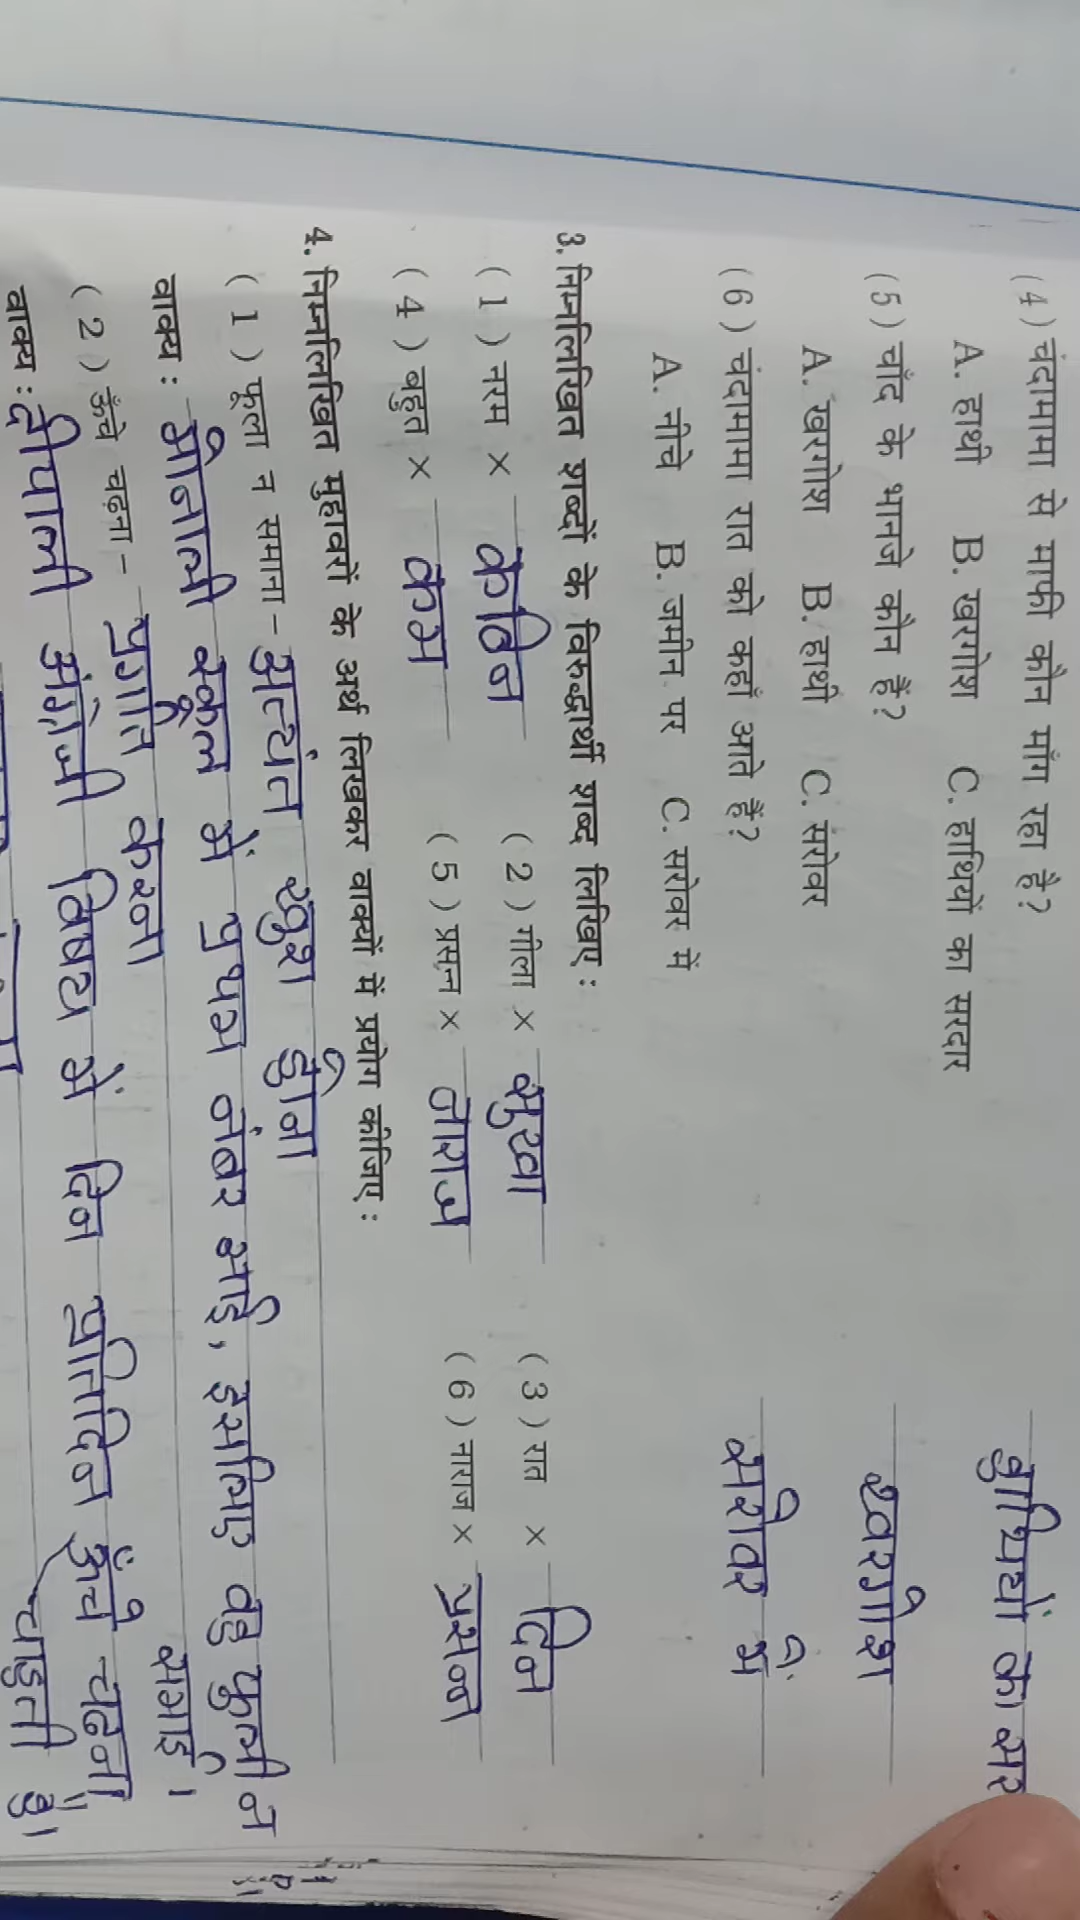 (4) चंदामामा से माफी कौन माँग रहा है?
A. हाथी B. खरगोश C. हाथियों का सरदार हाथियों का सर
(5) चाँद के भानजे कौन हैं?
A. खरगोश B. हाथी C. सरोवर खरगोश
(6) चंदामामा रात को कहाँ आते हैं?
A. नीचे B. जमीन पर C. सरोवर में सरोवर में
3. निम्नलिखित शब्दों के विरुद्धार्थी शब्द लिखिए :
(1) नरम × कठिन (2) गीला × सुखा (3) रात × दिन
(4) बहुत × कम (5) प्रसन्न × नाराज (6) नाराज × प्रसन्न
4. निम्नलिखित मुहावरों के अर्थ लिखकर वाक्यों में प्रयोग कीजिए :
(1) फूला न समाना - अत्यंत खुश होना
वाक्य : मीनाली स्कूल में प्रथम नंबर आई, इसलिए वह फुली न
समाई।
(2) ऊँचे चढ़ना - प्रगति करना
वाक्य : दीपाली अंग्रेजी विषय में दिन प्रतिदिन ऊँचे चढना
चाहती है।